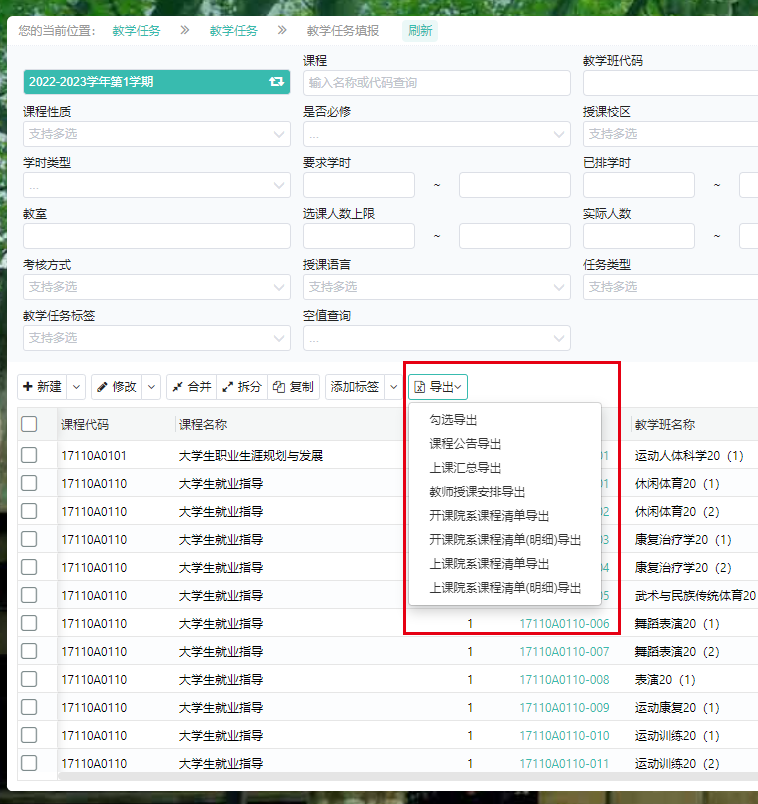 您的当前位置： 教学任务 » 教学任务 » 教学任务填报 刷新
课程 教学班代码
2022-2023学年第1学期 输入名称或代码查询
课程性质 是否必修 授课校区
支持多选 ... 支持多选
学时类型 要求学时 已排学时
... ~ ~
教室 选课人数上限 实际人数
~ ~
考核方式 授课语言 任务类型
支持多选 支持多选 支持多选
教学任务标签 空值查询
支持多选 ...
新建 修改 合并 拆分 复制 添加标签 导出
课程代码 课程名称 教学班名称
勾选导出
课程公告导出
上课汇总导出
教师授课安排导出
开课院系课程清单导出
开课院系课程清单(明细)导出
上课院系课程清单导出
上课院系课程清单(明细)导出
17110A0101 大学生职业生涯规划与发展 01 运动人体科学20（1）
17110A0110 大学生就业指导 01 休闲体育20（1）
17110A0110 大学生就业指导 02 休闲体育20（2）
17110A0110 大学生就业指导 03 康复治疗学20（1）
17110A0110 大学生就业指导 04 康复治疗学20（2）
17110A0110 大学生就业指导 05 武术与民族传统体育20
17110A0110 大学生就业指导 1 17110A0110-006 舞蹈表演20（1）
17110A0110 大学生就业指导 1 17110A0110-007 舞蹈表演20（2）
17110A0110 大学生就业指导 1 17110A0110-008 表演20（1）
17110A0110 大学生就业指导 1 17110A0110-009 运动康复20（1）
17110A0110 大学生就业指导 1 17110A0110-010 运动训练20（1）
17110A0110 大学生就业指导 1 17110A0110-011 运动训练20（2）